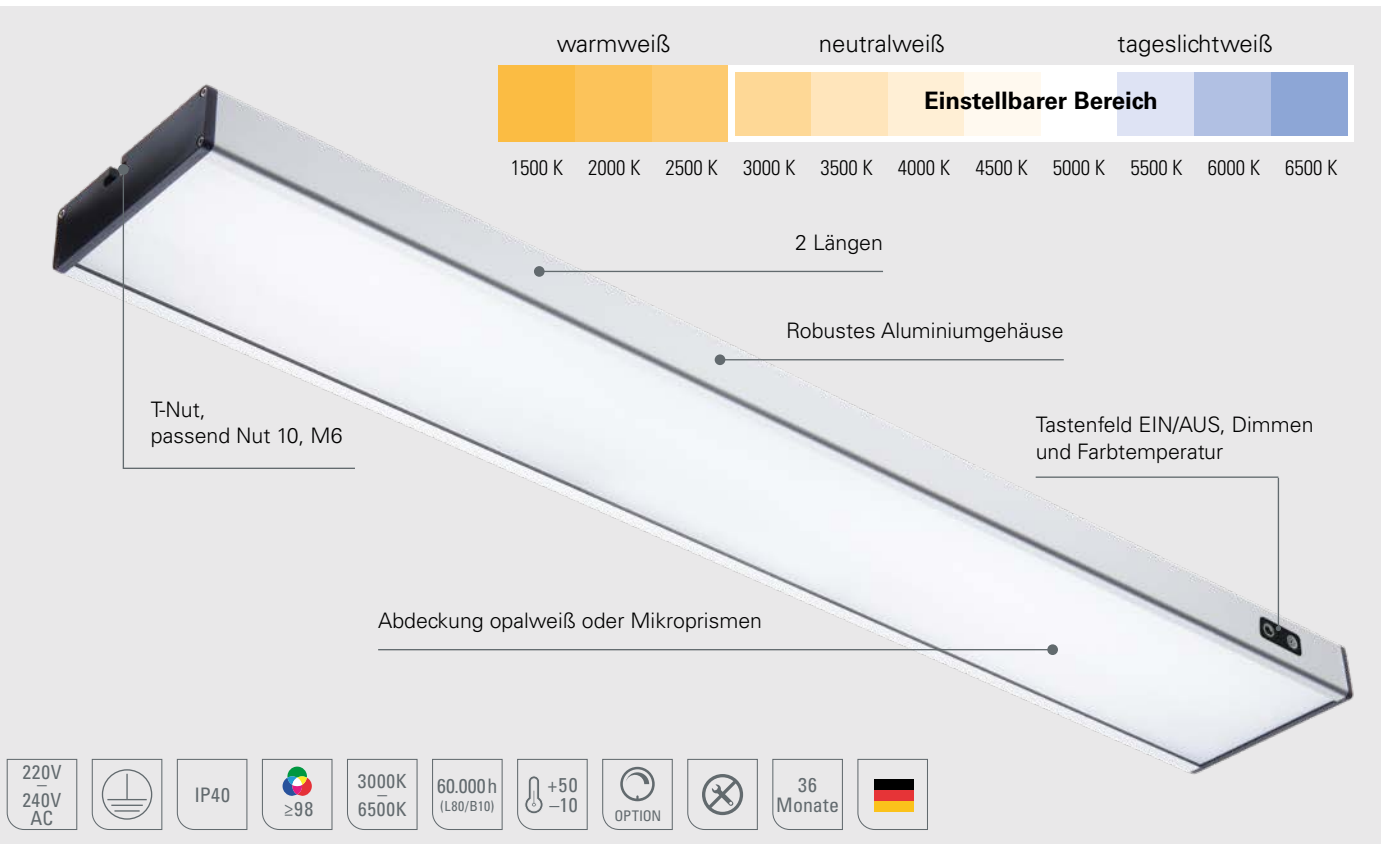 warmweiß neutralweiß tageslichtweiß
Einstellbarer Bereich
1500 K 2000 K 2500 K 3000 K 3500 K 4000 K 4500 K 5000 K 5500 K 6000 K 6500 K
2 Längen
Robustes Aluminiumgehäuse
T-Nut,
passend Nut 10, M6
Tastenfeld EIN/AUS, Dimmen
und Farbtemperatur
Abdeckung opalweiß oder Mikroprismen
220V
–
240V
AC
IP40
≥98
3000K
–
6500K
60.000 h
(L80/B10)
+50
–10
OPTION
36
Monate